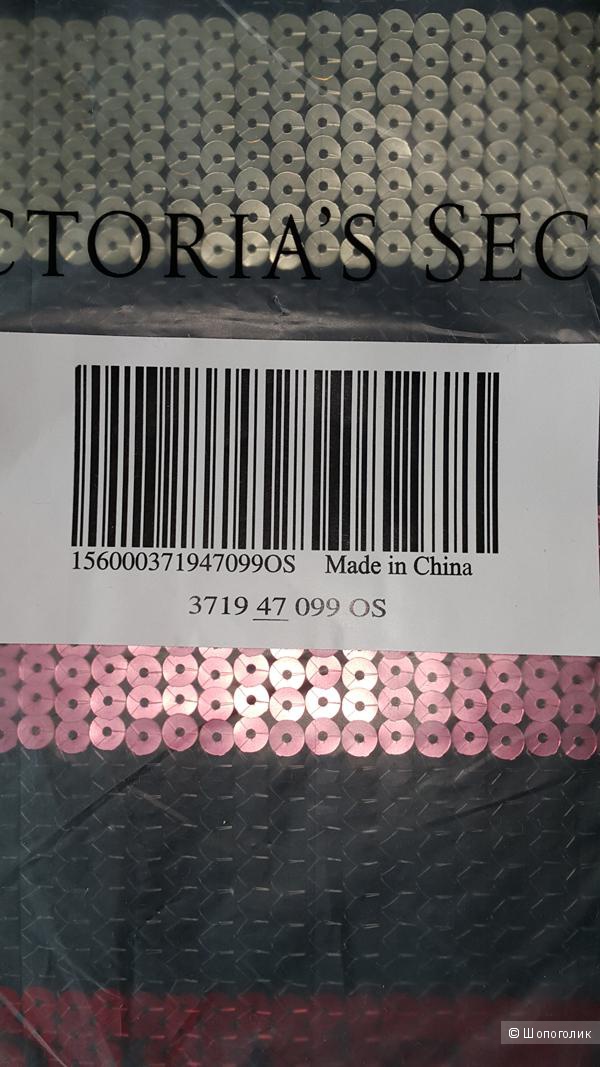 CTORIA'S SEC
156000371947099OS Made in China
3719 47 099 OS
© Шопоголик